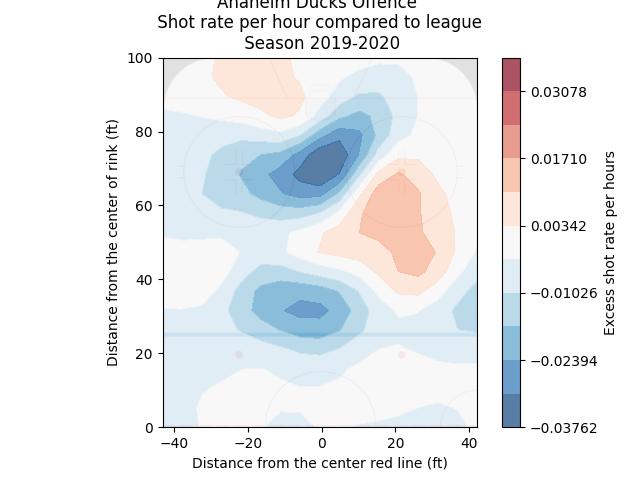 Anaheim Ducks Offence
Shot rate per hour compared to league
Season 2019-2020
100
80
60
40
20
0
Distance from the center of rink (ft)
−40
−20
0
20
40
Distance from the center red line (ft)
0.03078
0.01710
0.00342
−0.01026
−0.02394
−0.03762
Excess shot rate per hours